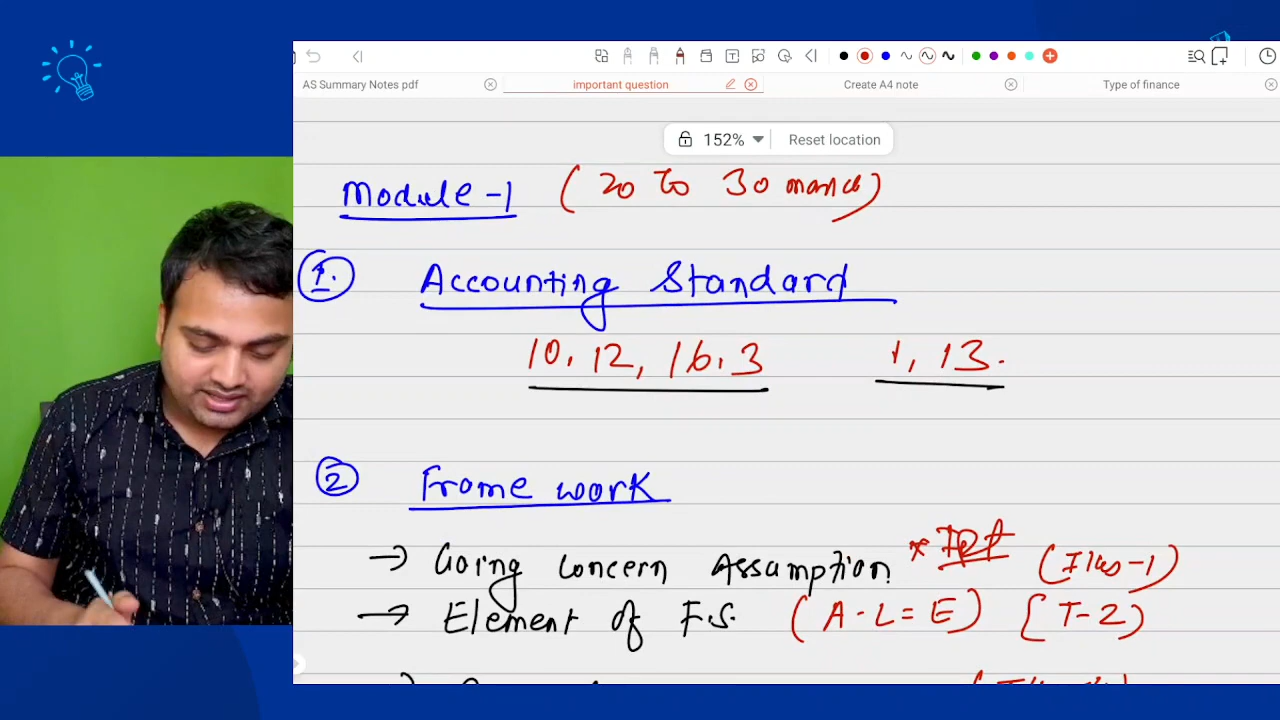 AS Summary Notes pdf
important question
Create A4 note
Type of finance
152%
Reset location
Module-1 (20 To 30 marks)
1. Accounting Standard
10, 12, 16, 3 1, 13.
2 Frame work
→ Going Concern Assumption * Ipt (Illus-1)
→ Element of F.S. (A-L=E) [T-2)